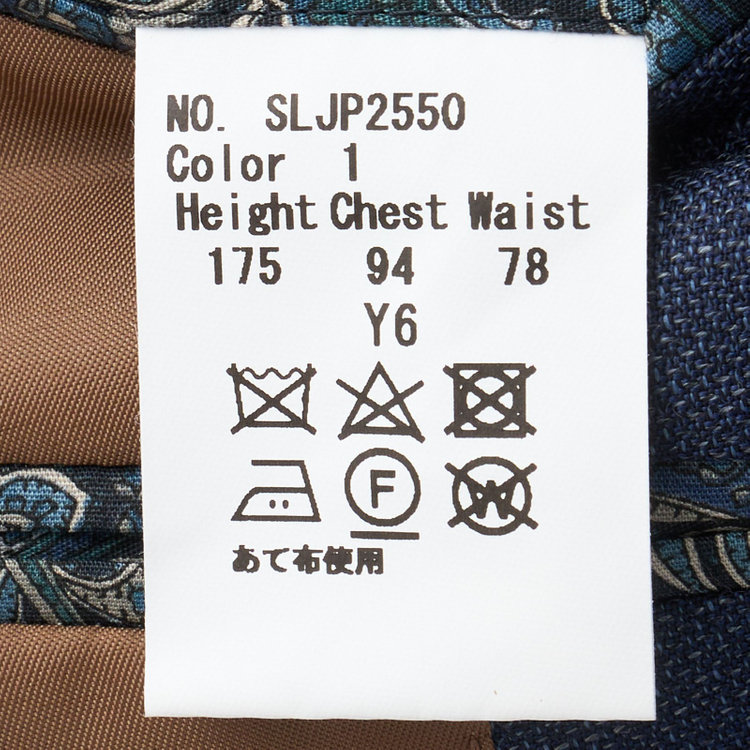 NO. SLJP2550
Color 1
Height Chest Waist
175 94 78
Y6
F W
あて布使用